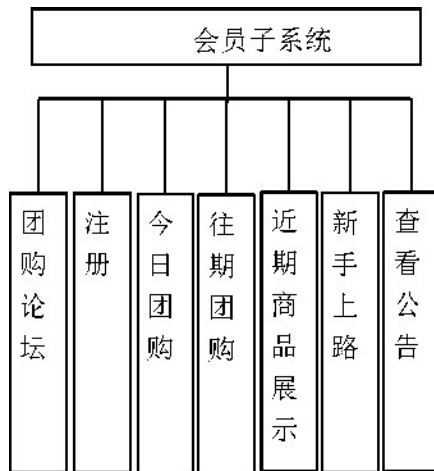 会员子系统
团购论坛
注册
今日团购
往期团购
近期商品展示
新手上路
查看公告